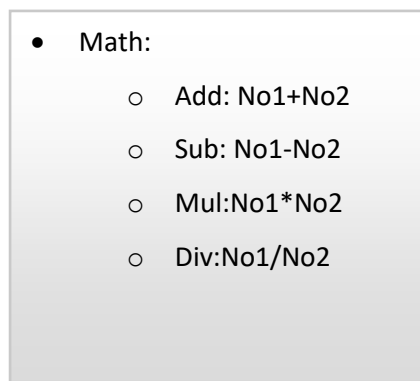 • Math:
o Add: No1+No2
o Sub: No1-No2
o Mul:No1*No2
o Div:No1/No2